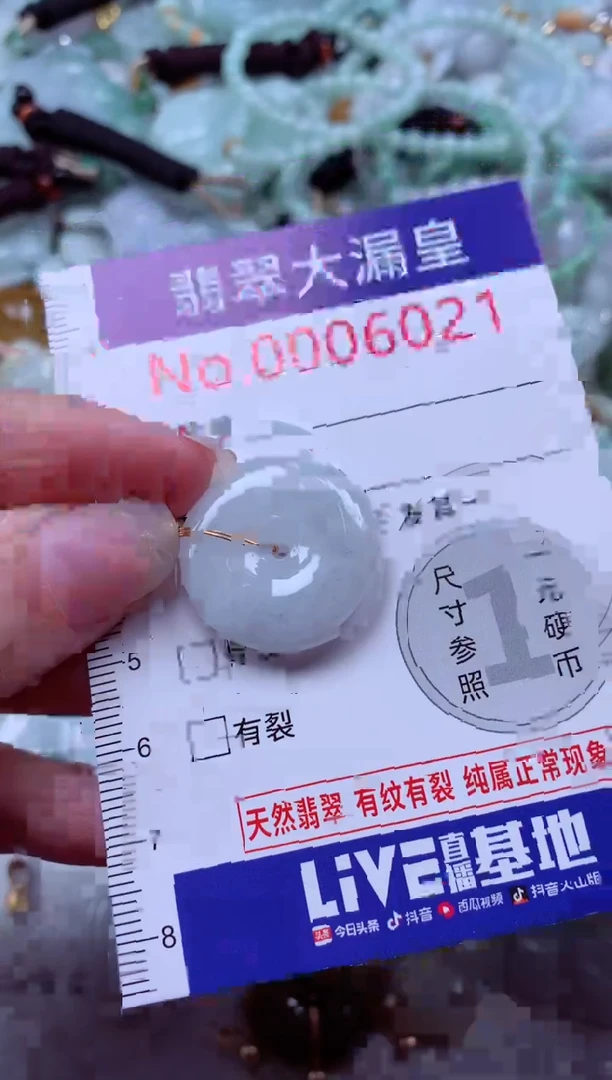 翡翠大漏皇
No.0006021
尺寸参照
1
一元硬币
5
有裂
6
7
天然翡翠 有纹有裂 纯属正常现象
LiVE直播基地
8
头条 今日头条 抖音 西瓜视频 抖音火山版